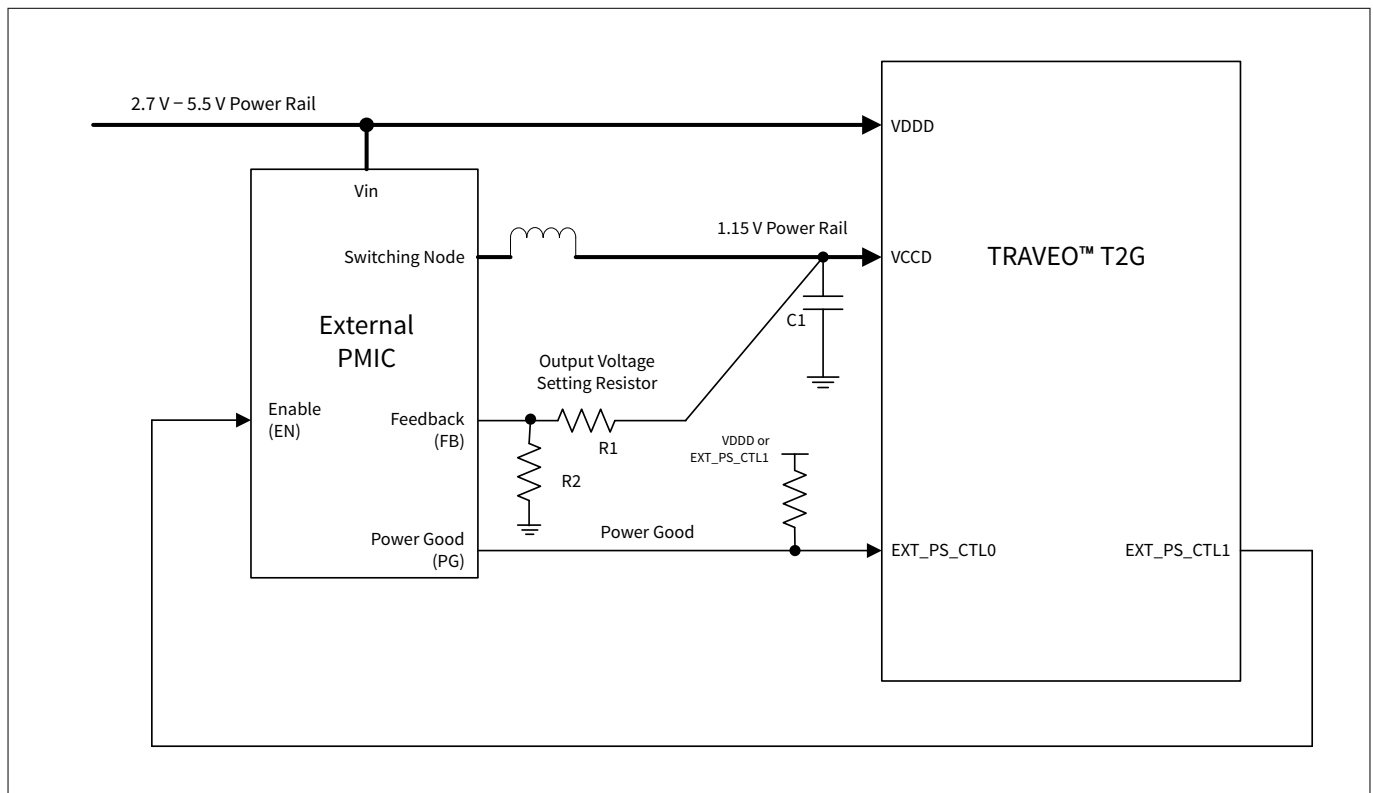 2.7 V – 5.5 V Power Rail
VDDD
Vin
1.15 V Power Rail
Switching Node
VCCD
TRAVEO™ T2G
External
PMIC
C1
Output Voltage
Setting Resistor
Enable
(EN)
Feedback
(FB)
R1
R2
VDDD or
EXT_PS_CTL1
Power Good
(PG)
Power Good
EXT_PS_CTL0
EXT_PS_CTL1